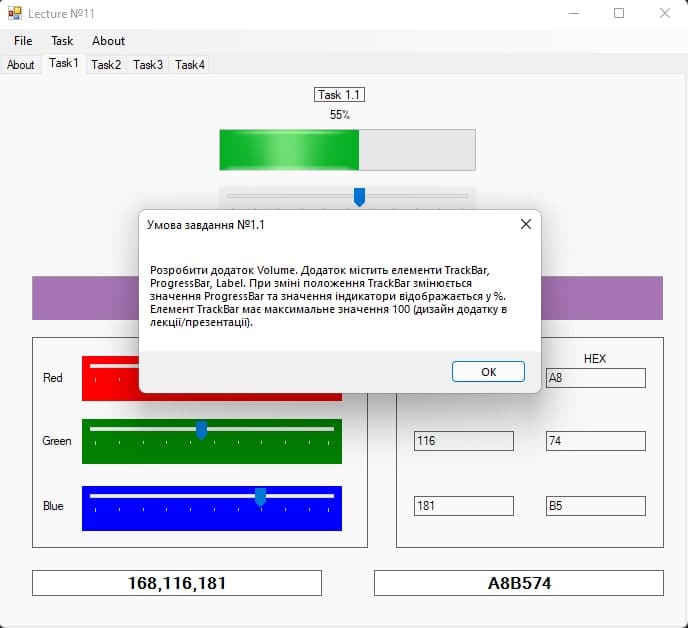 Lecture №11
File Task About
About Task1 Task2 Task3 Task4
Task 1.1
55%
Умова завдання №1.1
Розробити додаток Volume. Додаток містить елементи TrackBar,
ProgressBar, Label. При зміні положення TrackBar змінюється
значення ProgressBar та значення індикатори відображається у %.
Елемент TrackBar має максимальне значення 100 (дизайн додатку в
лекції/презентації).
OK
HEX
Red A8
Green 116 74
Blue 181 B5
168,116,181 A8B574